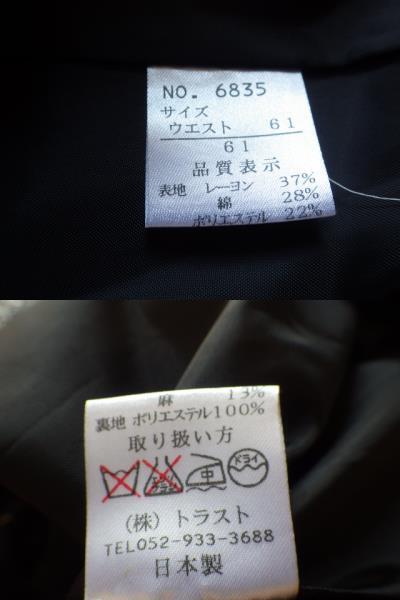 NO. 6835
サイズ
ウエスト 61
61
品質表示
表地 レーヨン 37%
綿 28%
ポリエステル 22%
麻 13%
裏地 ポリエステル100%
取り扱い方
中 ドライ
(株) トラスト
TEL052-933-3688
日本製